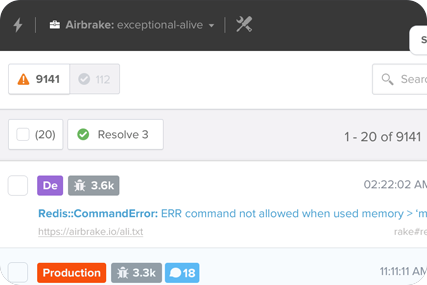 Airbrake: exceptional-alive
S
9141 112 Searc
(20) Resolve 3 1 - 20 of 9141
De 3.6k 02:22:02 AM
Redis::CommandError: ERR command not allowed when used memory > 'm
https://airbrake.io/ali.txt rake#re
Production 3.3k 18 11:11:11 AM